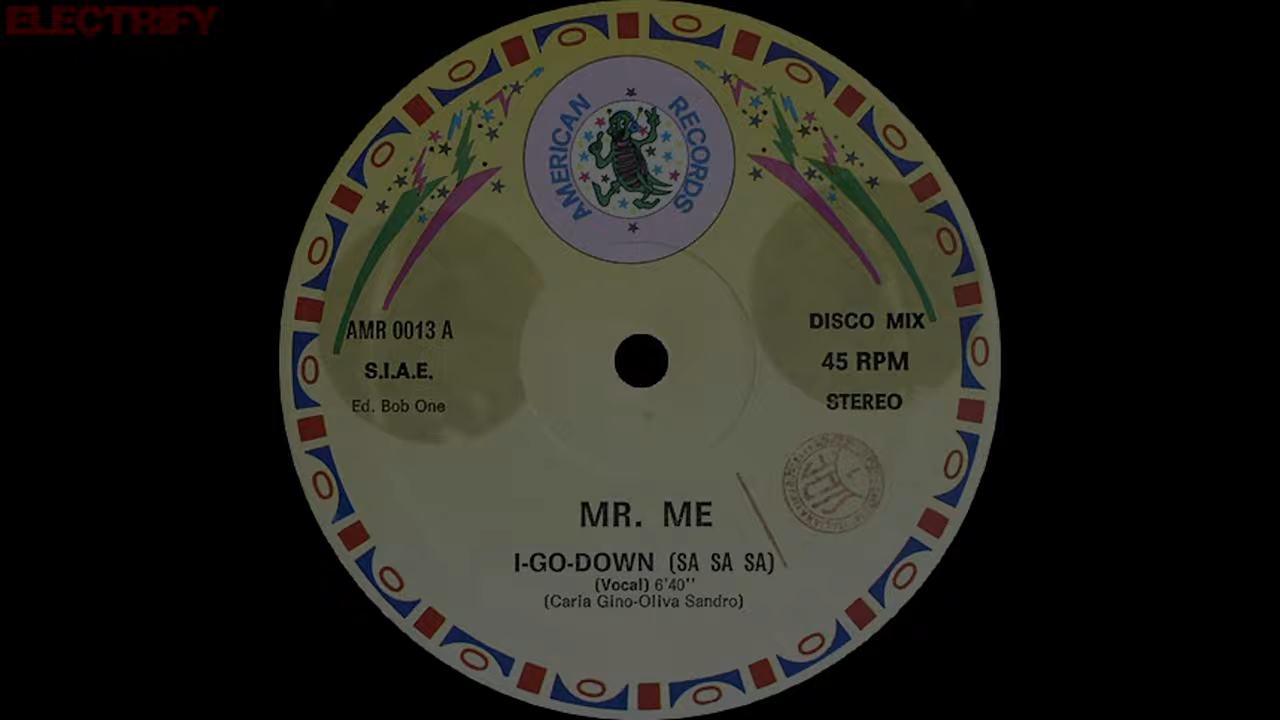 ELECTRIFY
AMERICAN RECORDS
AMR 0013 A
S.I.A.E.
Ed. Bob One
DISCO MIX
45 RPM
STEREO
MR. ME
I-GO-DOWN (SA SA SA)
(Vocal) 6'40''
(Carla Gino-Oliva Sandro)